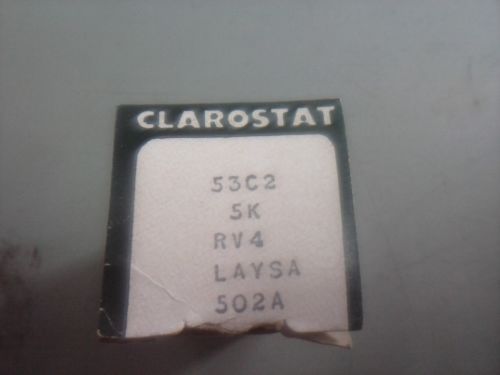 CLAROSTAT
53C2
5K
RV4
LAYSA
502A